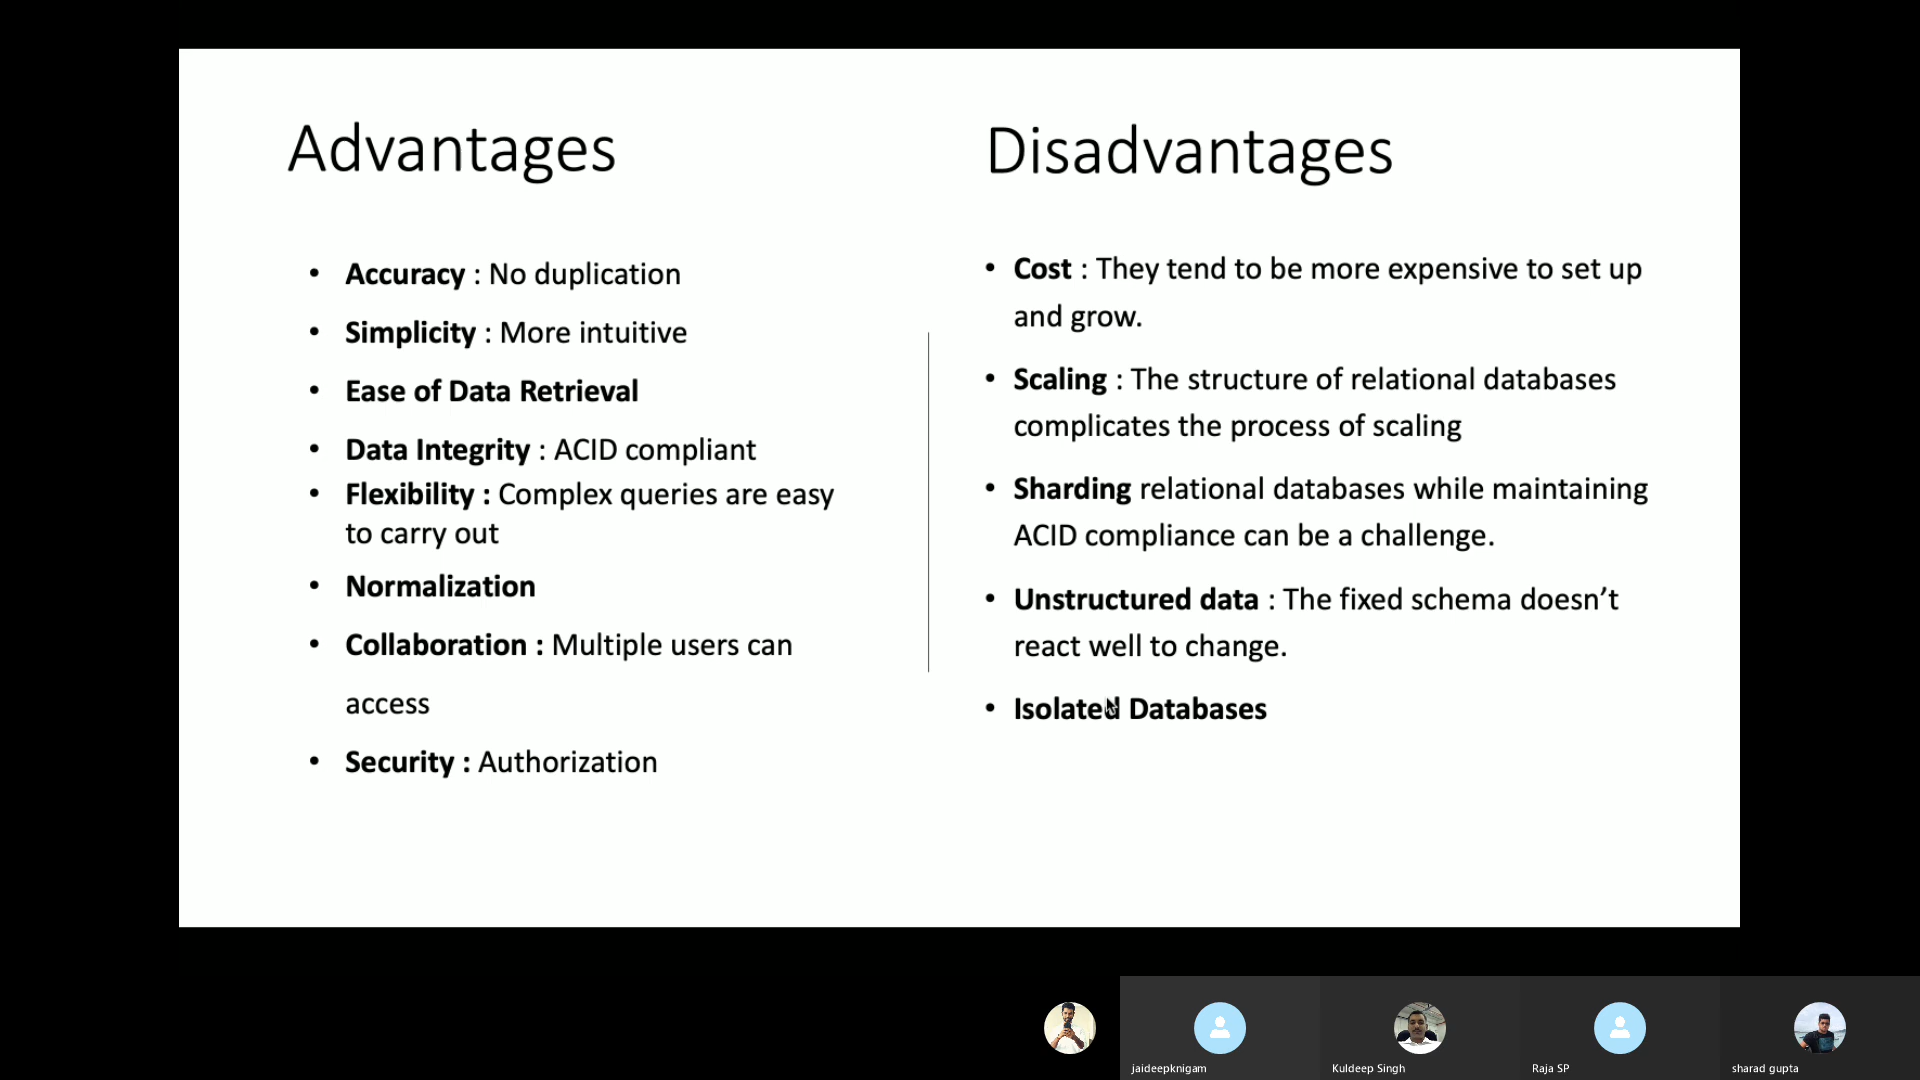 Advantages
• Accuracy : No duplication
• Simplicity : More intuitive
• Ease of Data Retrieval
• Data Integrity : ACID compliant
• Flexibility : Complex queries are easy
to carry out
• Normalization
• Collaboration : Multiple users can
access
• Security : Authorization
Disadvantages
• Cost : They tend to be more expensive to set up
and grow.
• Scaling : The structure of relational databases
complicates the process of scaling
• Sharding relational databases while maintaining
ACID compliance can be a challenge.
• Unstructured data : The fixed schema doesn’t
react well to change.
• Isolated Databases
jaideepknigam
Kuldeep Singh
Raja SP
sharad gupta